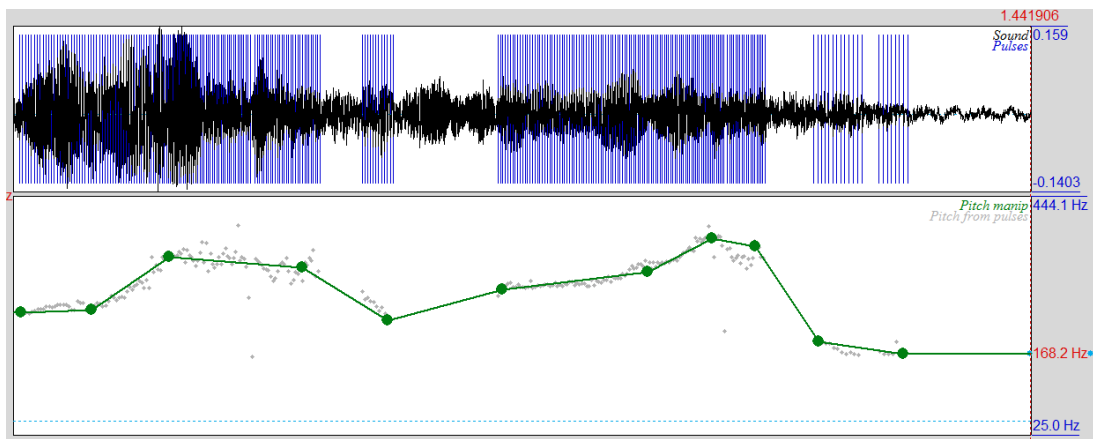 1.441906
0.159
Sound
Pulses
-0.1403
z
Pitch manip
444.1 Hz
Pitch from pulses
168.2 Hz
25.0 Hz